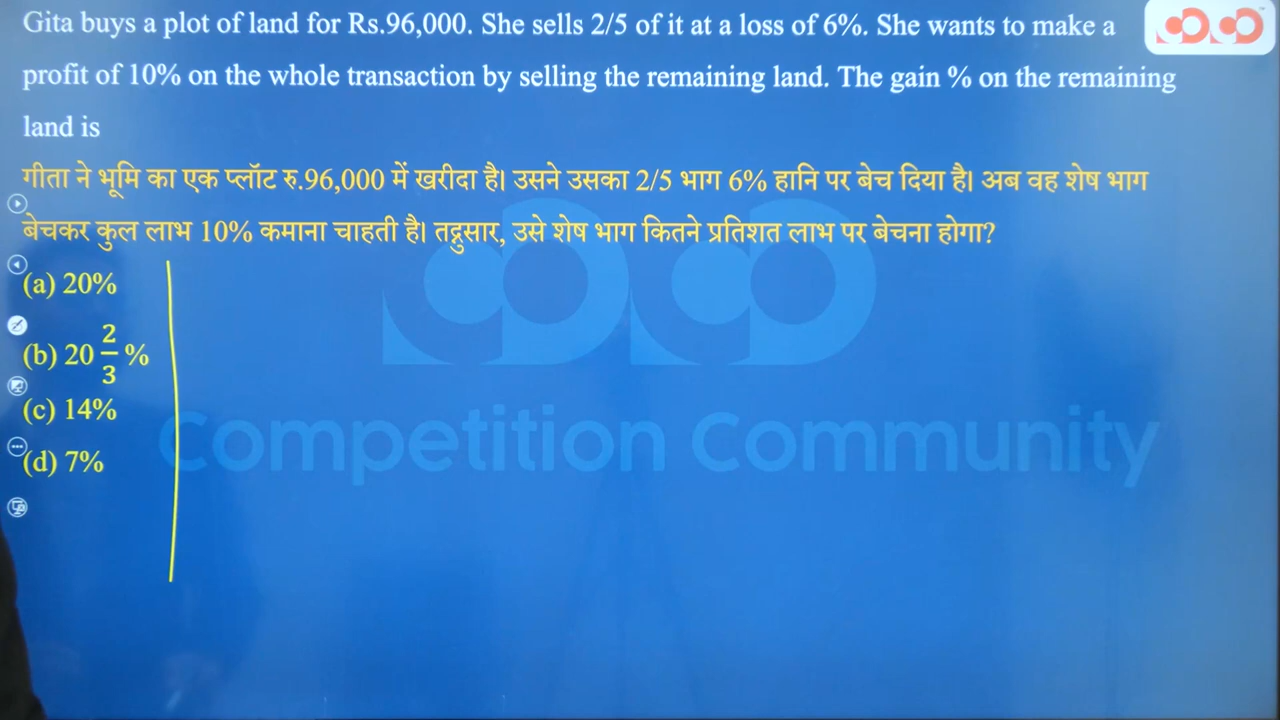 Gita buys a plot of land for Rs.96,000. She sells 2/5 of it at a loss of 6%. She wants to make a
profit of 10% on the whole transaction by selling the remaining land. The gain % on the remaining
land is
गीता ने भूमि का एक प्लॉट रु.96,000 में खरीदा है। उसने उसका 2/5 भाग 6% हानि पर बेच दिया है। अब वह शेष भाग
बेचकर कुल लाभ 10% कमाना चाहती है। तद्नुसार, उसे शेष भाग कितने प्रतिशत लाभ पर बेचना होगा?
(a) 20%
(b) 20 2/3 %
(c) 14%
(d) 7%
Competition Community